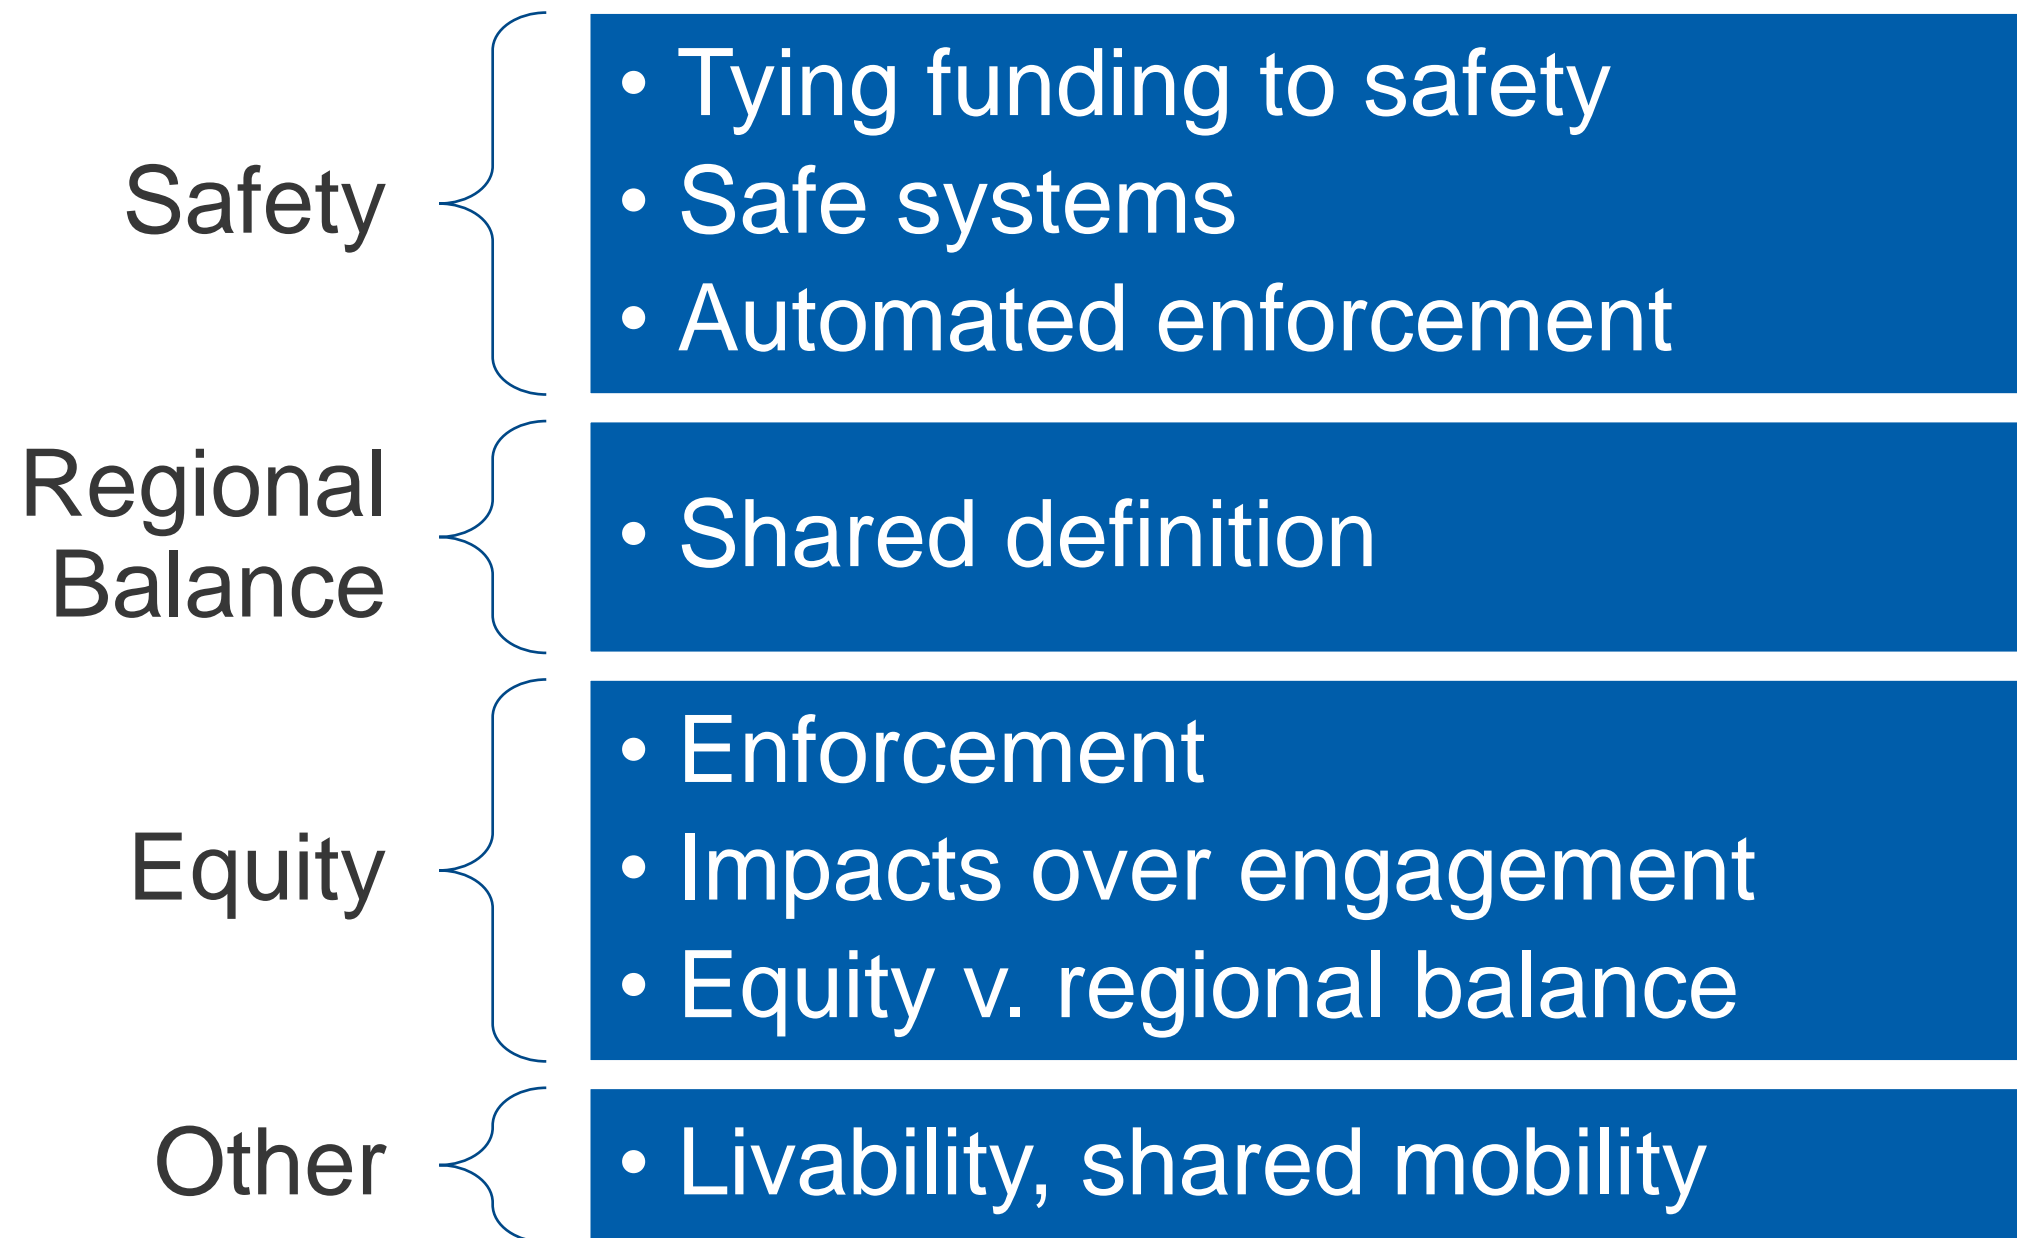 Safety
• Tying funding to safety
• Safe systems
• Automated enforcement
Regional
Balance
• Shared definition
Equity
• Enforcement
• Impacts over engagement
• Equity v. regional balance
Other
• Livability, shared mobility